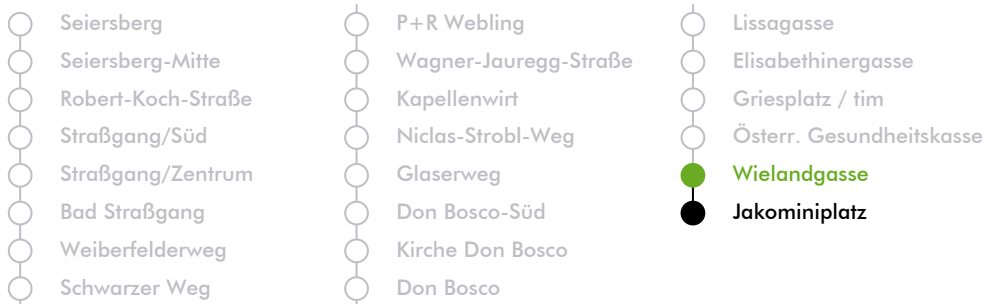 Seiersberg
Seiersberg-Mitte
Robert-Koch-Straße
Straßgang/Süd
Straßgang/Zentrum
Bad Straßgang
Weiberfelderweg
Schwarzer Weg
P+R Webling
Wagner-Jauregg-Straße
Kapellenwirt
Niclas-Strobl-Weg
Glaserweg
Don Bosco-Süd
Kirche Don Bosco
Don Bosco
Lissagasse
Elisabethinergasse
Griesplatz / tim
Österr. Gesundheitskasse
Wielandgasse
Jakominiplatz